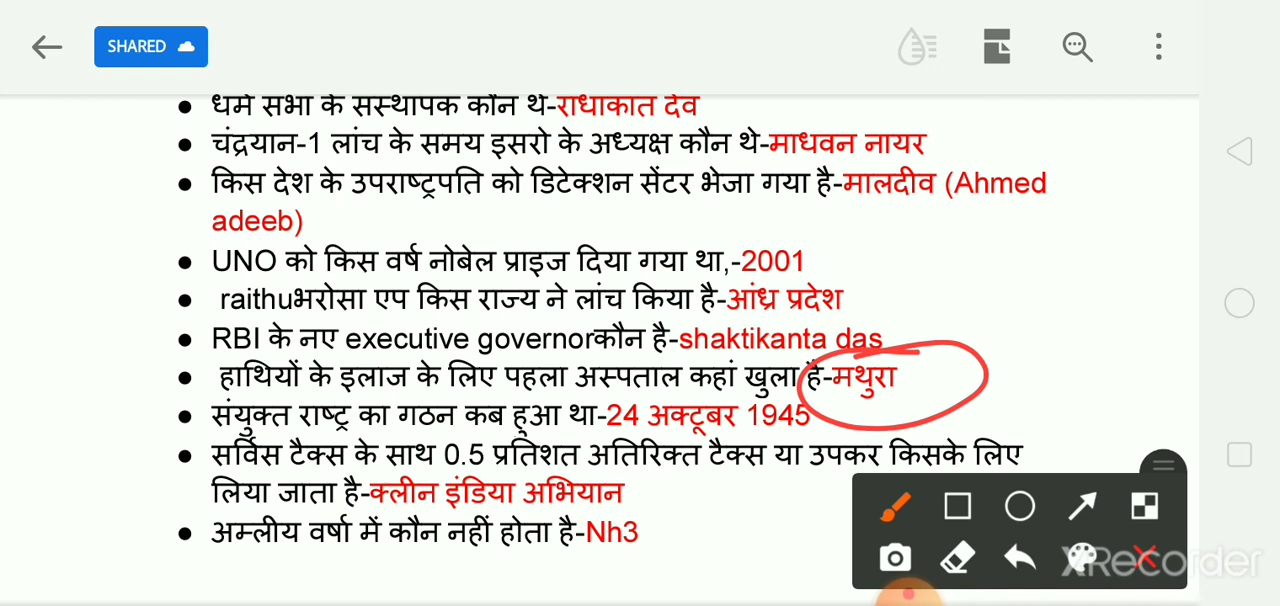 SHARED
धर्म सभा के संस्थापक कौन थे-राधाकांत देव
चंद्रयान-1 लांच के समय इसरो के अध्यक्ष कौन थे-माधवन नायर
किस देश के उपराष्ट्रपति को डिटेक्शन सेंटर भेजा गया है-मालदीव (Ahmed
adeeb)
UNO को किस वर्ष नोबेल प्राइज दिया गया था,-2001
raithuभरोसा एप किस राज्य ने लांच किया है-आंध्र प्रदेश
RBI के नए executive governorकौन है-shaktikanta das
हाथियों के इलाज के लिए पहला अस्पताल कहां खुला है-मथुरा
संयुक्त राष्ट्र का गठन कब हुआ था-24 अक्टूबर 1945
सर्विस टैक्स के साथ 0.5 प्रतिशत अतिरिक्त टैक्स या उपकर किसके लिए
लिया जाता है-क्लीन इंडिया अभियान
अम्लीय वर्षा में कौन नहीं होता है-Nh3
XRecorder